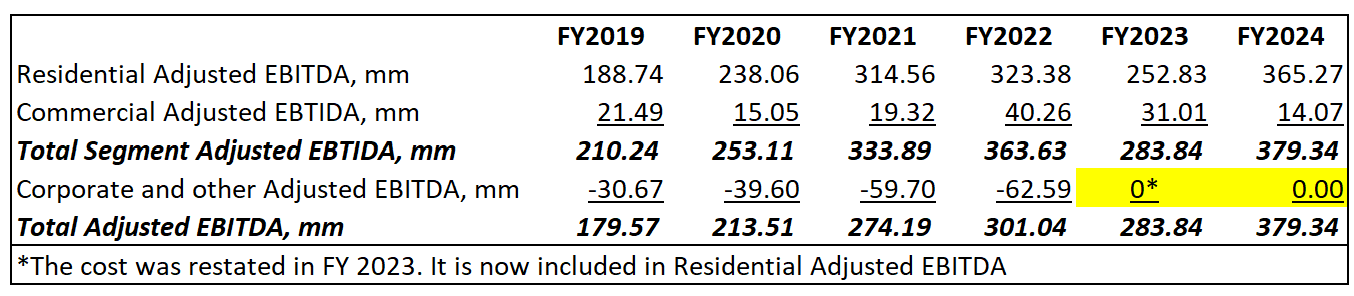 FY2019 FY2020 FY2021 FY2022 FY2023 FY2024
Residential Adjusted EBITDA, mm 188.74 238.06 314.56 323.38 252.83 365.27
Commercial Adjusted EBTIDA, mm 21.49 15.05 19.32 40.26 31.01 14.07
Total Segment Adjusted EBTIDA, mm 210.24 253.11 333.89 363.63 283.84 379.34
Corporate and other Adjusted EBITDA, mm -30.67 -39.60 -59.70 -62.59 0* 0.00
Total Adjusted EBITDA, mm 179.57 213.51 274.19 301.04 283.84 379.34
*The cost was restated in FY 2023. It is now included in Residential Adjusted EBITDA